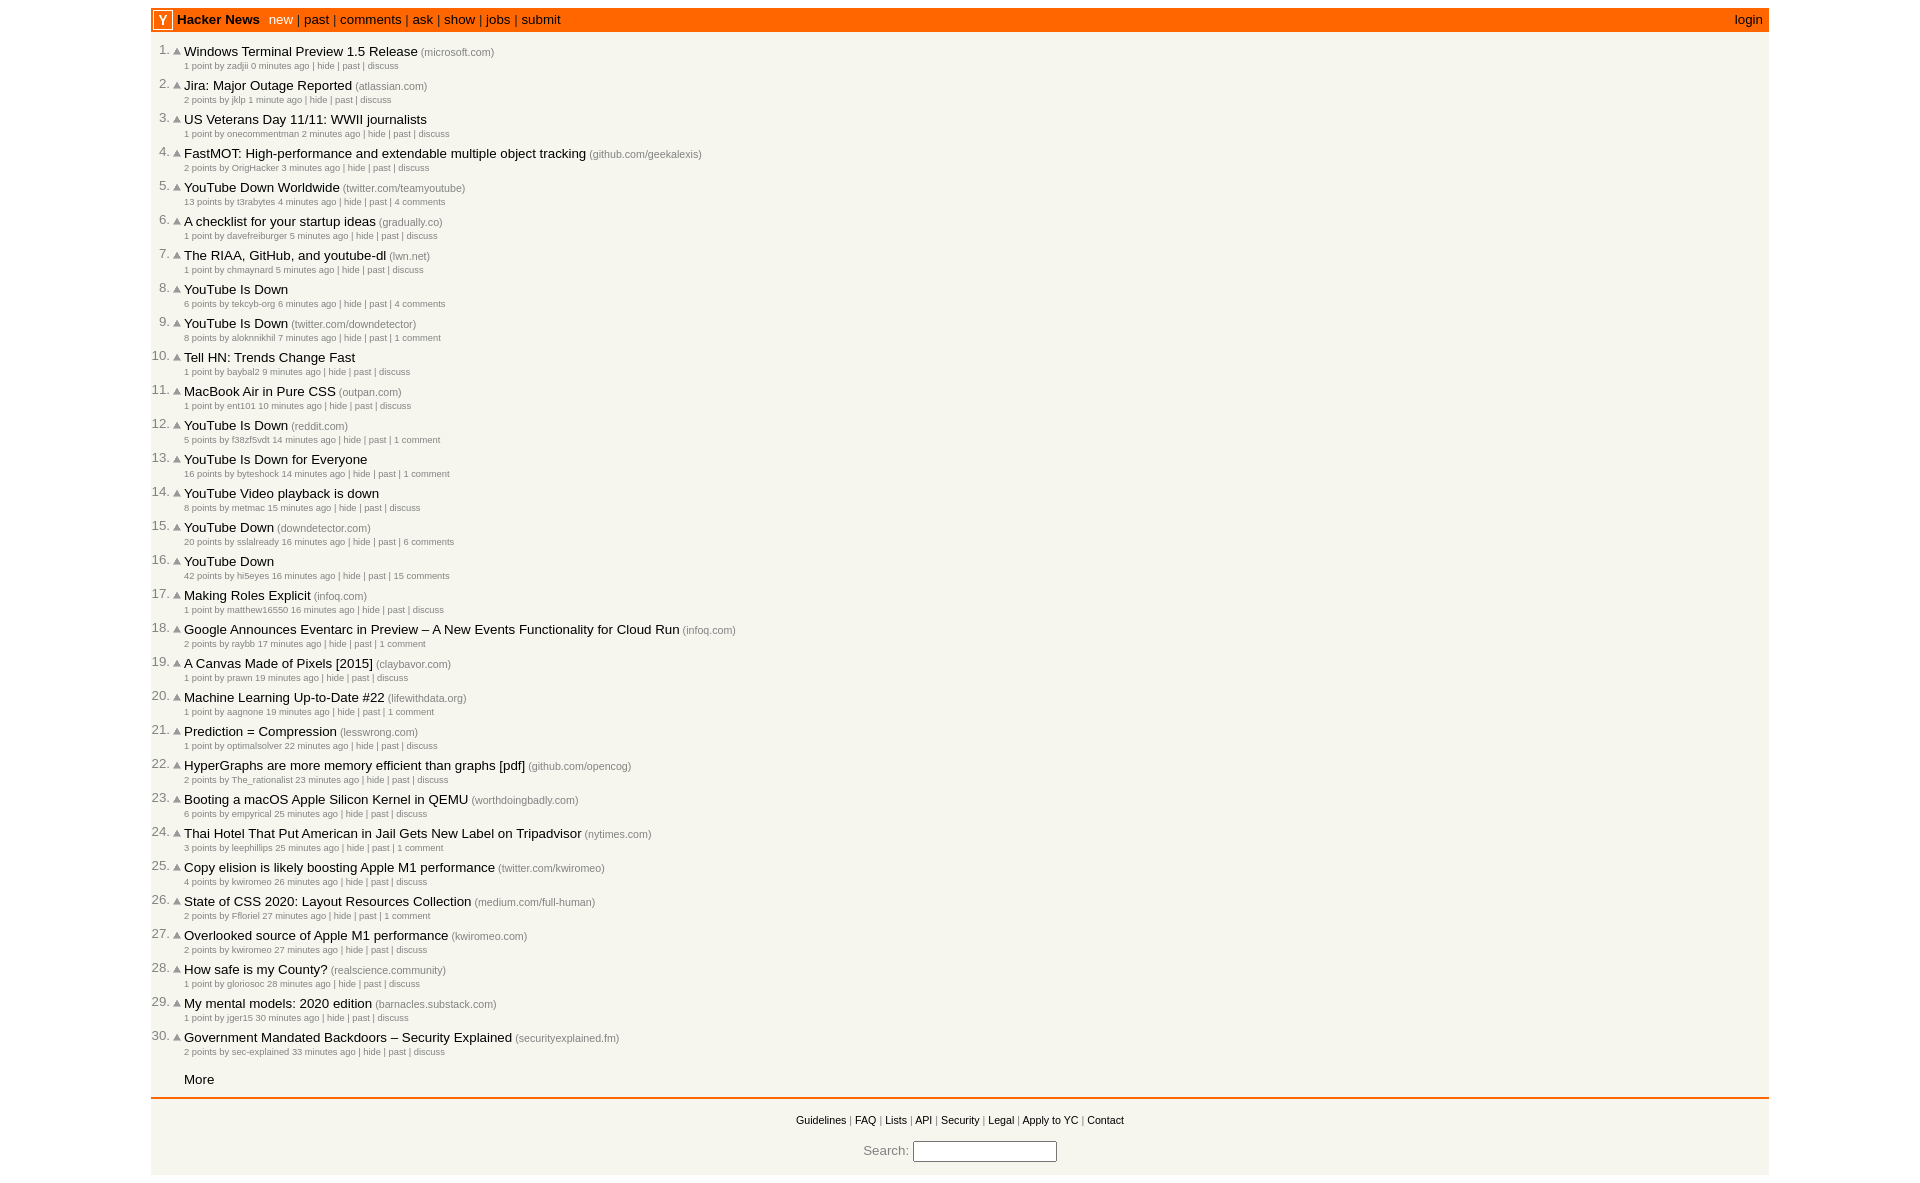 Y Hacker News new | past | comments | ask | show | jobs | submit login
1. Windows Terminal Preview 1.5 Release (microsoft.com)
1 point by zadjii 0 minutes ago | hide | past | discuss
2. Jira: Major Outage Reported (atlassian.com)
2 points by jklp 1 minute ago | hide | past | discuss
3. US Veterans Day 11/11: WWII journalists
1 point by onecommentman 2 minutes ago | hide | past | discuss
4. FastMOT: High-performance and extendable multiple object tracking (github.com/geekalexis)
2 points by OrigHacker 3 minutes ago | hide | past | discuss
5. YouTube Down Worldwide (twitter.com/teamyoutube)
13 points by t3rabytes 4 minutes ago | hide | past | 4 comments
6. A checklist for your startup ideas (gradually.co)
1 point by davefreiburger 5 minutes ago | hide | past | discuss
7. The RIAA, GitHub, and youtube-dl (lwn.net)
1 point by chmaynard 5 minutes ago | hide | past | discuss
8. YouTube Is Down
6 points by tekcyb-org 6 minutes ago | hide | past | 4 comments
9. YouTube Is Down (twitter.com/downdetector)
8 points by aloknnikhil 7 minutes ago | hide | past | 1 comment
10. Tell HN: Trends Change Fast
1 point by baybal2 9 minutes ago | hide | past | discuss
11. MacBook Air in Pure CSS (outpan.com)
1 point by ent101 10 minutes ago | hide | past | discuss
12. YouTube Is Down (reddit.com)
5 points by f38zf5vdt 14 minutes ago | hide | past | 1 comment
13. YouTube Is Down for Everyone
16 points by byteshock 14 minutes ago | hide | past | 1 comment
14. YouTube Video playback is down
8 points by metmac 15 minutes ago | hide | past | discuss
15. YouTube Down (downdetector.com)
20 points by sslalready 16 minutes ago | hide | past | 6 comments
16. YouTube Down
42 points by hi5eyes 16 minutes ago | hide | past | 15 comments
17. Making Roles Explicit (infoq.com)
1 point by matthew16550 16 minutes ago | hide | past | discuss
18. Google Announces Eventarc in Preview – A New Events Functionality for Cloud Run (infoq.com)
2 points by raybb 17 minutes ago | hide | past | 1 comment
19. A Canvas Made of Pixels [2015] (claybavor.com)
1 point by prawn 19 minutes ago | hide | past | discuss
20. Machine Learning Up-to-Date #22 (lifewithdata.org)
1 point by aagnone 19 minutes ago | hide | past | 1 comment
21. Prediction = Compression (lesswrong.com)
1 point by optimalsolver 22 minutes ago | hide | past | discuss
22. HyperGraphs are more memory efficient than graphs [pdf] (github.com/opencog)
2 points by The_rationalist 23 minutes ago | hide | past | discuss
23. Booting a macOS Apple Silicon Kernel in QEMU (worthdoingbadly.com)
6 points by empyrical 25 minutes ago | hide | past | discuss
24. Thai Hotel That Put American in Jail Gets New Label on Tripadvisor (nytimes.com)
3 points by leephillips 25 minutes ago | hide | past | 1 comment
25. Copy elision is likely boosting Apple M1 performance (twitter.com/kwiromeo)
4 points by kwiromeo 26 minutes ago | hide | past | discuss
26. State of CSS 2020: Layout Resources Collection (medium.com/full-human)
2 points by Ffloriel 27 minutes ago | hide | past | 1 comment
27. Overlooked source of Apple M1 performance (kwiromeo.com)
2 points by kwiromeo 27 minutes ago | hide | past | discuss
28. How safe is my County? (realscience.community)
1 point by gloriosoc 28 minutes ago | hide | past | discuss
29. My mental models: 2020 edition (barnacles.substack.com)
1 point by jger15 30 minutes ago | hide | past | discuss
30. Government Mandated Backdoors – Security Explained (securityexplained.fm)
2 points by sec-explained 33 minutes ago | hide | past | discuss
More
Guidelines | FAQ | Lists | API | Security | Legal | Apply to YC | Contact
Search: